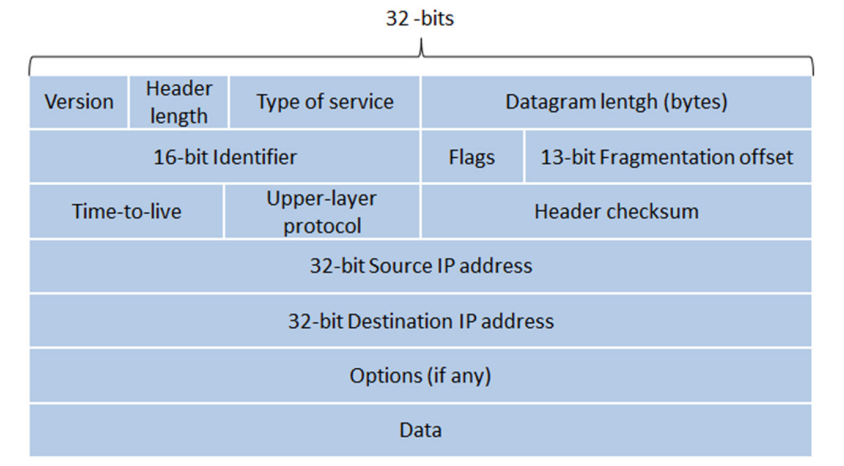 32 -bits
Version
Header
length
Type of service
Datagram lentgh (bytes)
16-bit Identifier
Flags
13-bit Fragmentation offset
Time-to-live
Upper-layer
protocol
Header checksum
32-bit Source IP address
32-bit Destination IP address
Options (if any)
Data